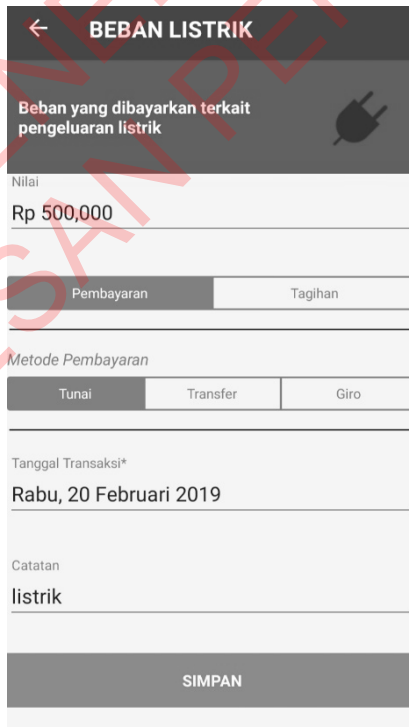 BEBAN LISTRIK
Beban yang dibayarkan terkait
pengeluaran listrik
Nilai
Rp 500,000
Pembayaran
Tagihan
Metode Pembayaran
Tunai
Transfer
Giro
Tanggal Transaksi*
Rabu, 20 Februari 2019
Catatan
listrik
SIMPAN